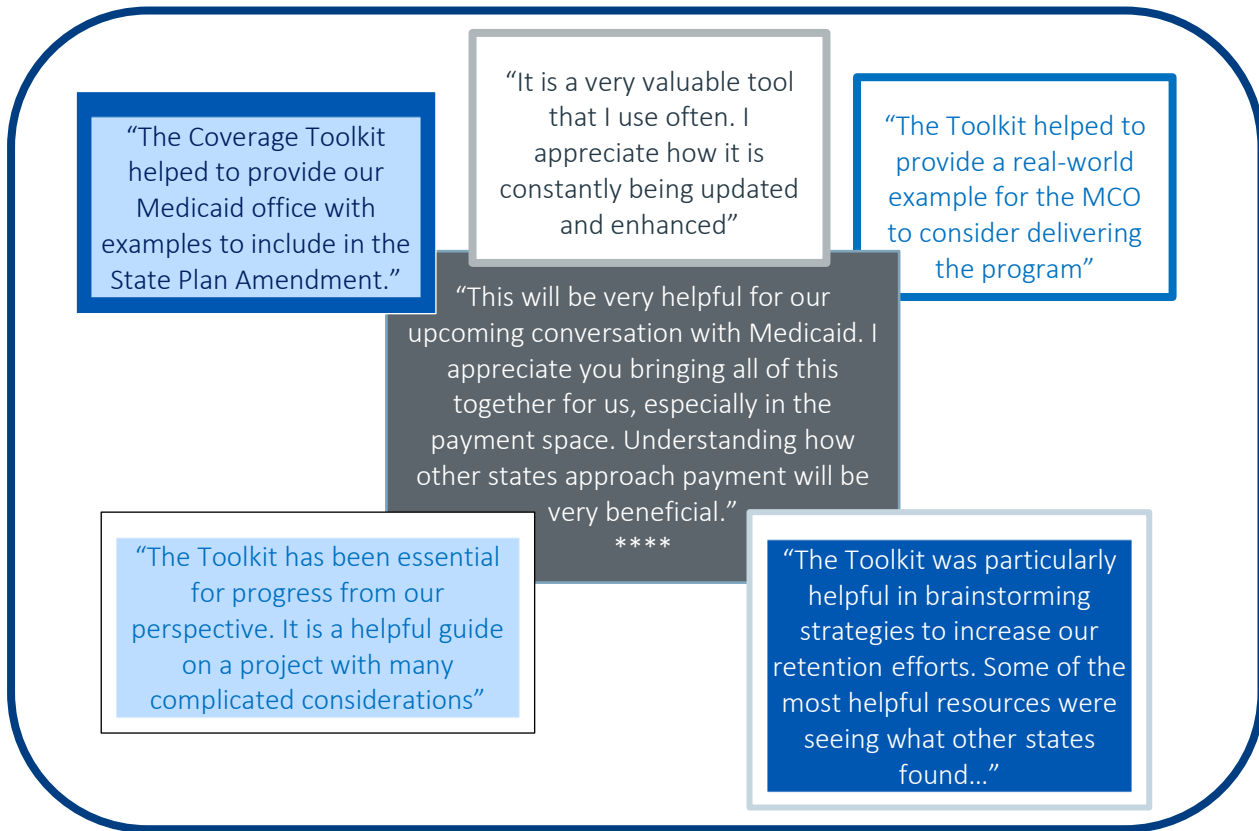 “The Coverage Toolkit
helped to provide our
Medicaid office with
examples to include in the
State Plan Amendment.”
“It is a very valuable tool
that I use often. I
appreciate how it is
constantly being updated
and enhanced”
“The Toolkit helped to
provide a real-world
example for the MCO
to consider delivering
the program”
“This will be very helpful for our
upcoming conversation with Medicaid. I
appreciate you bringing all of this
together for us, especially in the
payment space. Understanding how
other states approach payment will be
very beneficial.”
****
“The Toolkit has been essential
for progress from our
perspective. It is a helpful guide
on a project with many
complicated considerations”
“The Toolkit was particularly
helpful in brainstorming
strategies to increase our
retention efforts. Some of the
most helpful resources were
seeing what other states
found…”